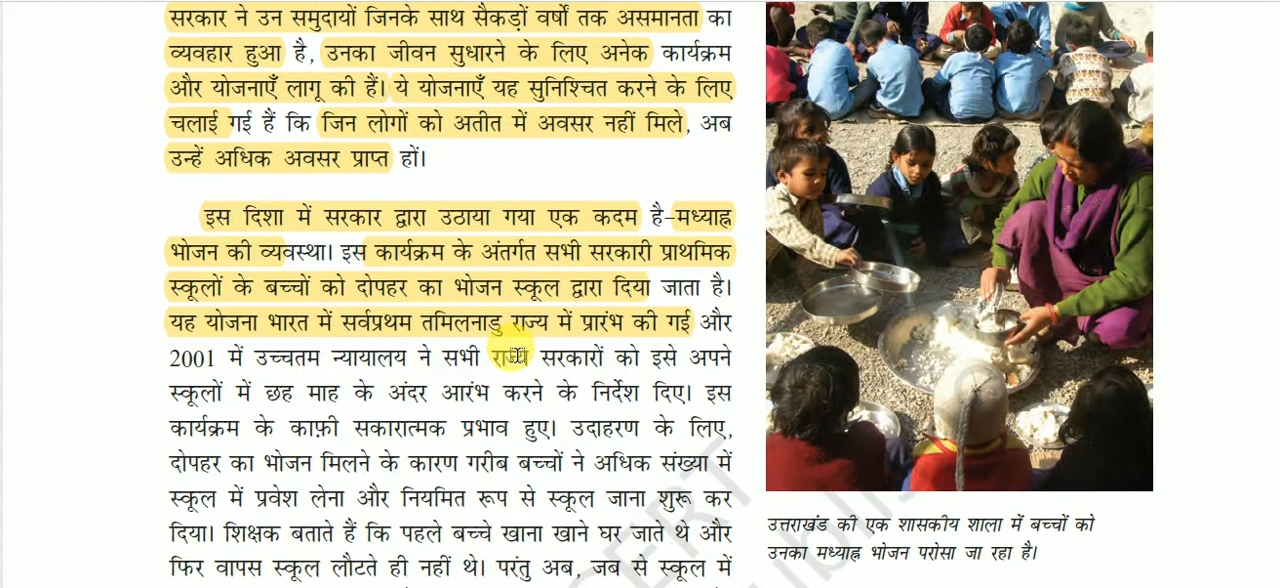 सरकार ने उन समुदायों जिनके साथ सैकड़ों वर्षों तक असमानता का
व्यवहार हुआ है, उनका जीवन सुधारने के लिए अनेक कार्यक्रम
और योजनाएँ लागू की हैं। ये योजनाएँ यह सुनिश्चित करने के लिए
चलाई गई हैं कि जिन लोगों को अतीत में अवसर नहीं मिले, अब
उन्हें अधिक अवसर प्राप्त हों।
इस दिशा में सरकार द्वारा उठाया गया एक कदम है–मध्याह्न
भोजन की व्यवस्था। इस कार्यक्रम के अंतर्गत सभी सरकारी प्राथमिक
स्कूलों के बच्चों को दोपहर का भोजन स्कूल द्वारा दिया जाता है।
यह योजना भारत में सर्वप्रथम तमिलनाडु राज्य में प्रारंभ की गई और
2001 में उच्चतम न्यायालय ने सभी राज्य सरकारों को इसे अपने
स्कूलों में छह माह के अंदर आरंभ करने के निर्देश दिए। इस
कार्यक्रम के काफ़ी सकारात्मक प्रभाव हुए। उदाहरण के लिए,
दोपहर का भोजन मिलने के कारण गरीब बच्चों ने अधिक संख्या में
स्कूल में प्रवेश लेना और नियमित रूप से स्कूल जाना शुरू कर
दिया। शिक्षक बताते हैं कि पहले बच्चे खाना खाने घर जाते थे और
फिर वापस स्कूल लौटते ही नहीं थे। परंतु अब, जब से स्कूल में
उत्तराखंड की एक शासकीय शाला में बच्चों को
उनका मध्याह्न भोजन परोसा जा रहा है।